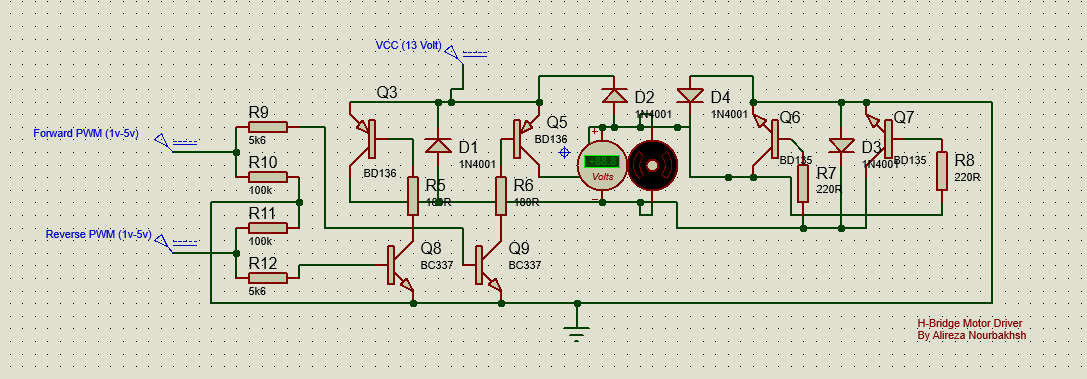 VCC (13 Volt)
Q3
BD136
D1
1N4001
Q5
BD136
D2
1N4001
D4
1N4001
Q6
BD135
D3
1N4001
Q7
BD135
R9
5k6
Forward PWM (1v-5v)
R10
100k
R11
100k
Reverse PWM (1v-5v)
R12
5k6
R5
180R
R6
180R
+
+88.8
Volts
R7
220R
R8
220R
Q8
BC337
Q9
BC337
H-Bridge Motor Driver
By Alireza Nourbakhsh